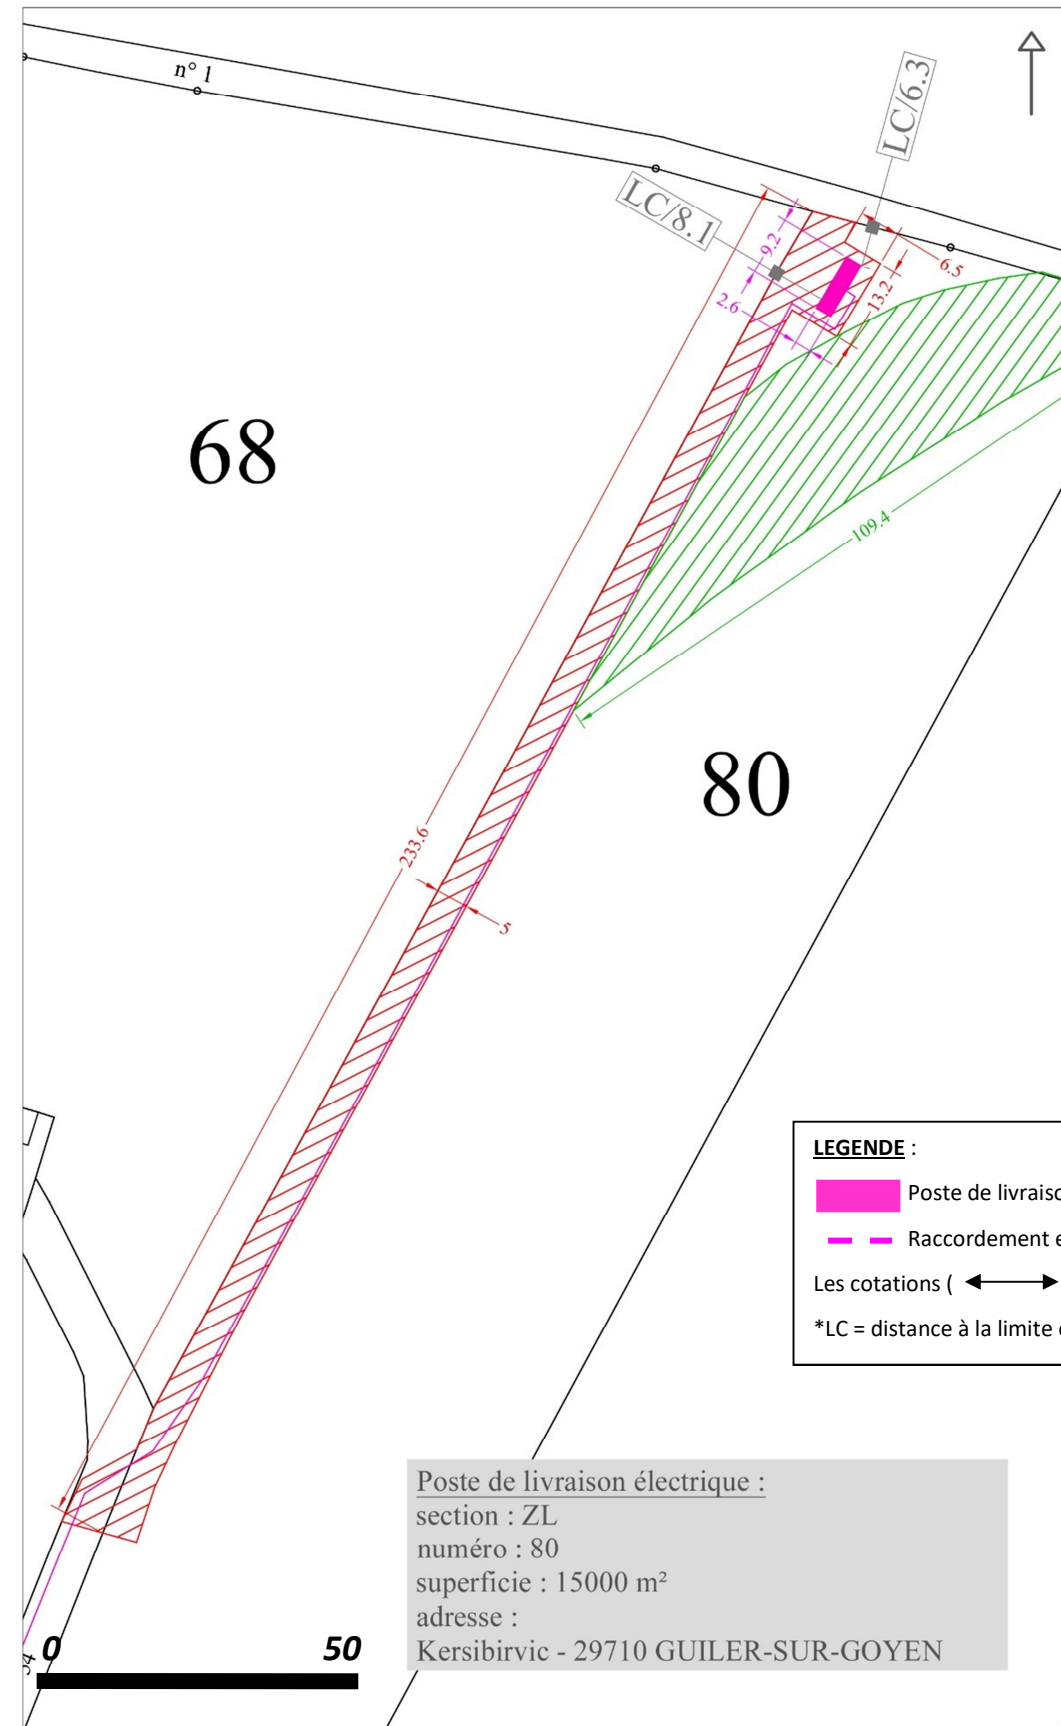 n° 1
LC/6.3
LC/8.1
9.2
6.5
13.2
2.6
68
109.4
80
233.6
5
LEGENDE :
Poste de livraiso
Raccordement e
Les cotations (
*LC = distance à la limite
Poste de livraison électrique :
section : ZL
numéro : 80
superficie : 15000 m²
adresse :
Kersibirvic - 29710 GUILER-SUR-GOYEN
0 50